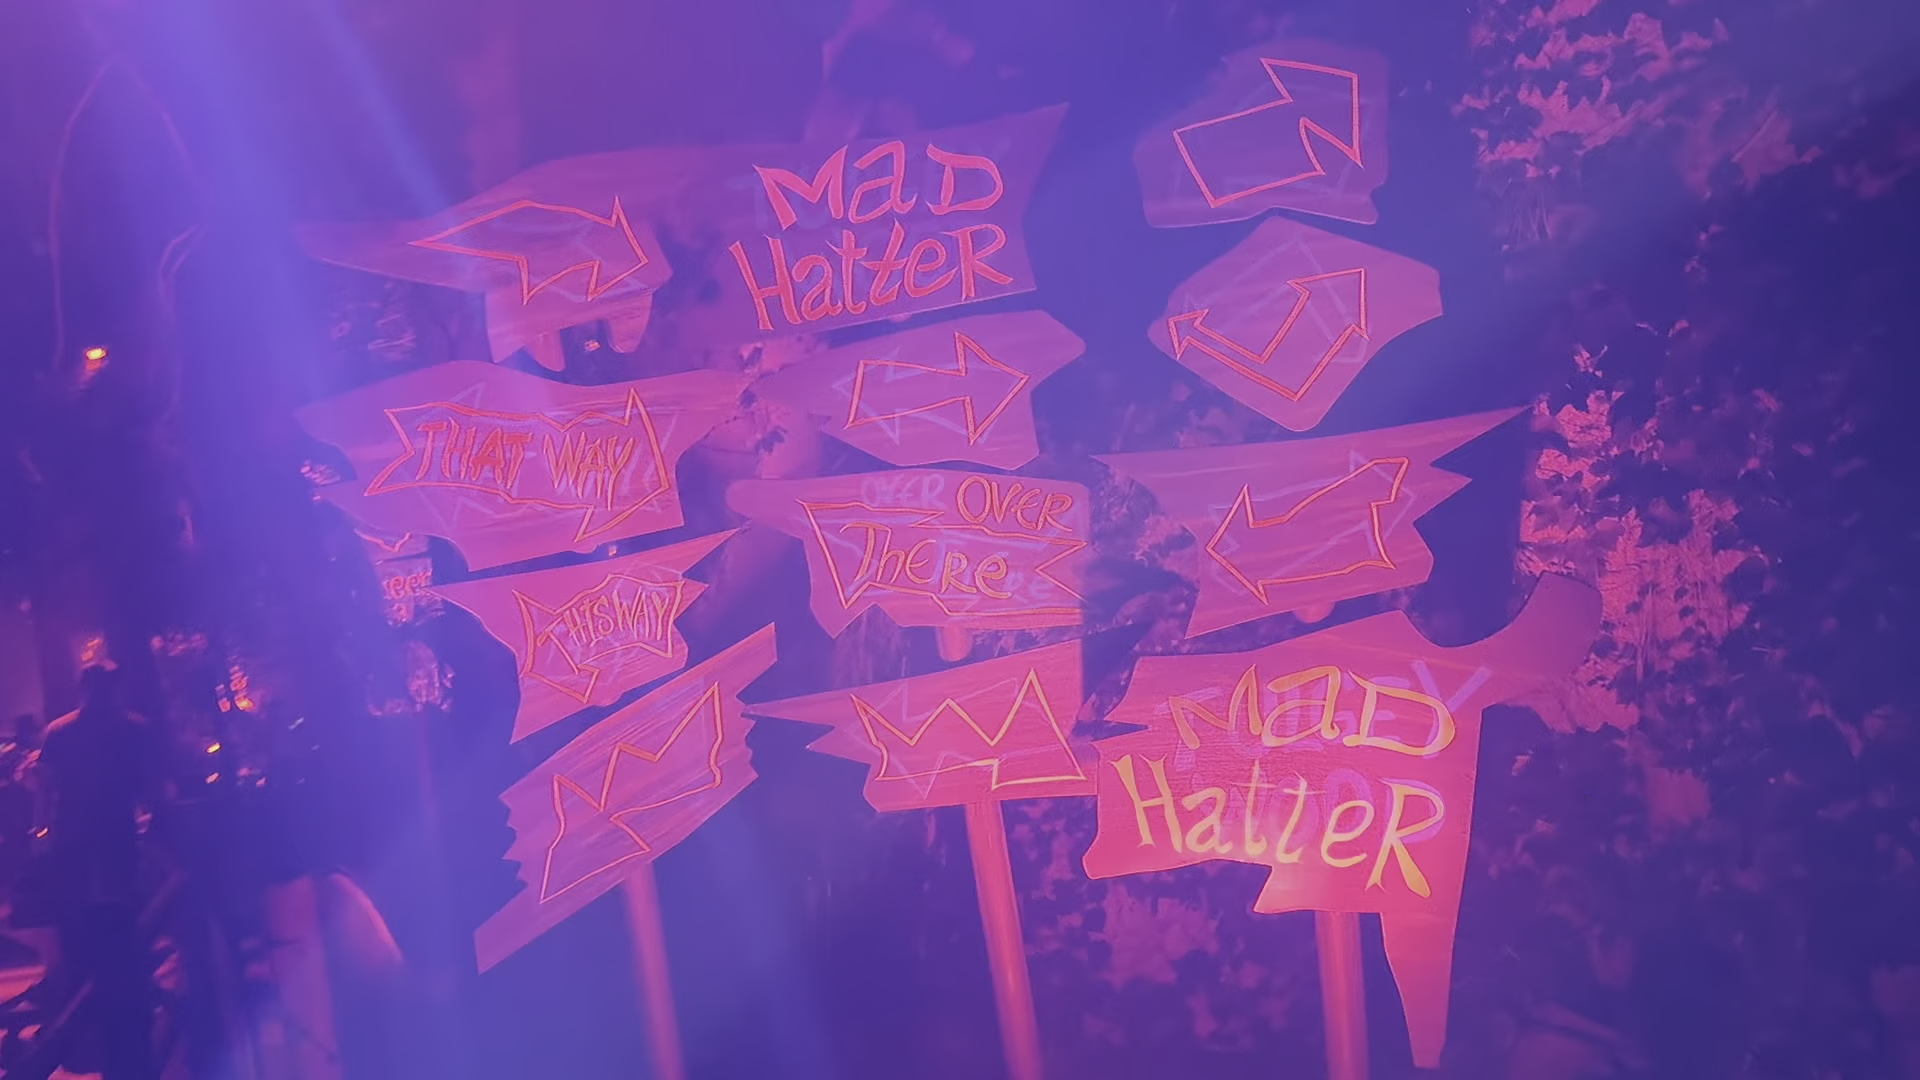 MaD
HatteR
THAT WAY
OVER
ThERe
THIS WAY
MaD
HatteR